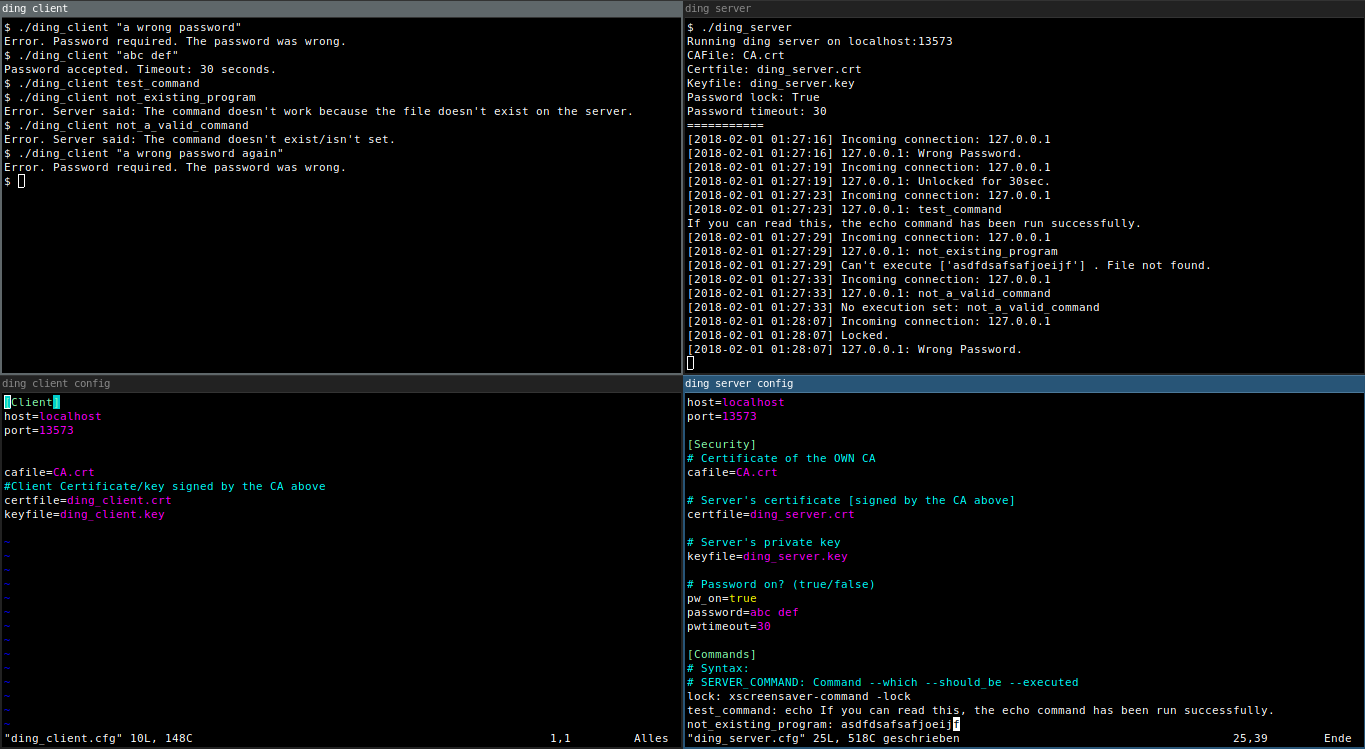 ding client
$ ./ding_client "a wrong password"
Error. Password required. The password was wrong.
$ ./ding_client "abc def"
Password accepted. Timeout: 30 seconds.
$ ./ding_client test_command
$ ./ding_client not_existing_program
Error. Server said: The command doesn't work because the file doesn't exist on the server.
$ ./ding_client not_a_valid_command
Error. Server said: The command doesn't exist/isn't set.
$ ./ding_client "a wrong password again"
Error. Password required. The password was wrong.
$
ding server
$ ./ding_server
Running ding server on localhost:13573
CAFile: CA.crt
Certfile: ding_server.crt
Keyfile: ding_server.key
Password lock: True
Password timeout: 30
===========
[2018-02-01 01:27:16] Incoming connection: 127.0.0.1
[2018-02-01 01:27:16] 127.0.0.1: Wrong Password.
[2018-02-01 01:27:19] Incoming connection: 127.0.0.1
[2018-02-01 01:27:19] 127.0.0.1: Unlocked for 30sec.
[2018-02-01 01:27:23] Incoming connection: 127.0.0.1
[2018-02-01 01:27:23] 127.0.0.1: test_command
If you can read this, the echo command has been run successfully.
[2018-02-01 01:27:29] Incoming connection: 127.0.0.1
[2018-02-01 01:27:29] 127.0.0.1: not_existing_program
[2018-02-01 01:27:29] Can't execute ['asdfdsafsafjoeijf'] . File not found.
[2018-02-01 01:27:33] Incoming connection: 127.0.0.1
[2018-02-01 01:27:33] 127.0.0.1: not_a_valid_command
[2018-02-01 01:27:33] No execution set: not_a_valid_command
[2018-02-01 01:28:07] Incoming connection: 127.0.0.1
[2018-02-01 01:28:07] Locked.
[2018-02-01 01:28:07] 127.0.0.1: Wrong Password.
ding client config
[Client]
host=localhost
port=13573
cafile=CA.crt
#Client Certificate/key signed by the CA above
certfile=ding_client.crt
keyfile=ding_client.key
~
~
~
~
~
~
~
~
~
~
~
~
~
~
"ding_client.cfg" 10L, 148C 1,1 Alles
ding server config
host=localhost
port=13573
[Security]
# Certificate of the OWN CA
cafile=CA.crt
# Server's certificate [signed by the CA above]
certfile=ding_server.crt
# Server's private key
keyfile=ding_server.key
# Password on? (true/false)
pw_on=true
password=abc def
pwtimeout=30
[Commands]
# Syntax:
# SERVER_COMMAND: Command --which --should_be --executed
lock: xscreensaver-command -lock
test_command: echo If you can read this, the echo command has been run successfully.
not_existing_program: asdfdsafsafjoeijf
"ding_server.cfg" 25L, 518C geschrieben 25,39 Ende